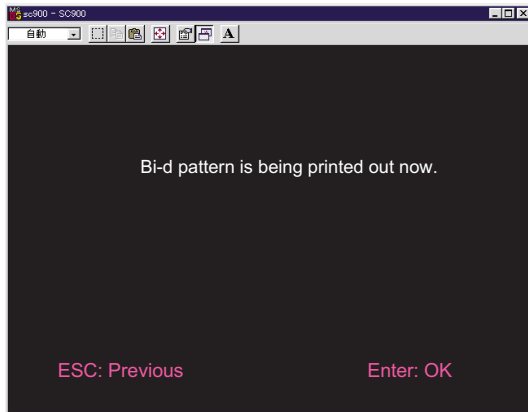 sc900 - SC900
自動
A
Bi-d pattern is being printed out now.
ESC: Previous
Enter: OK